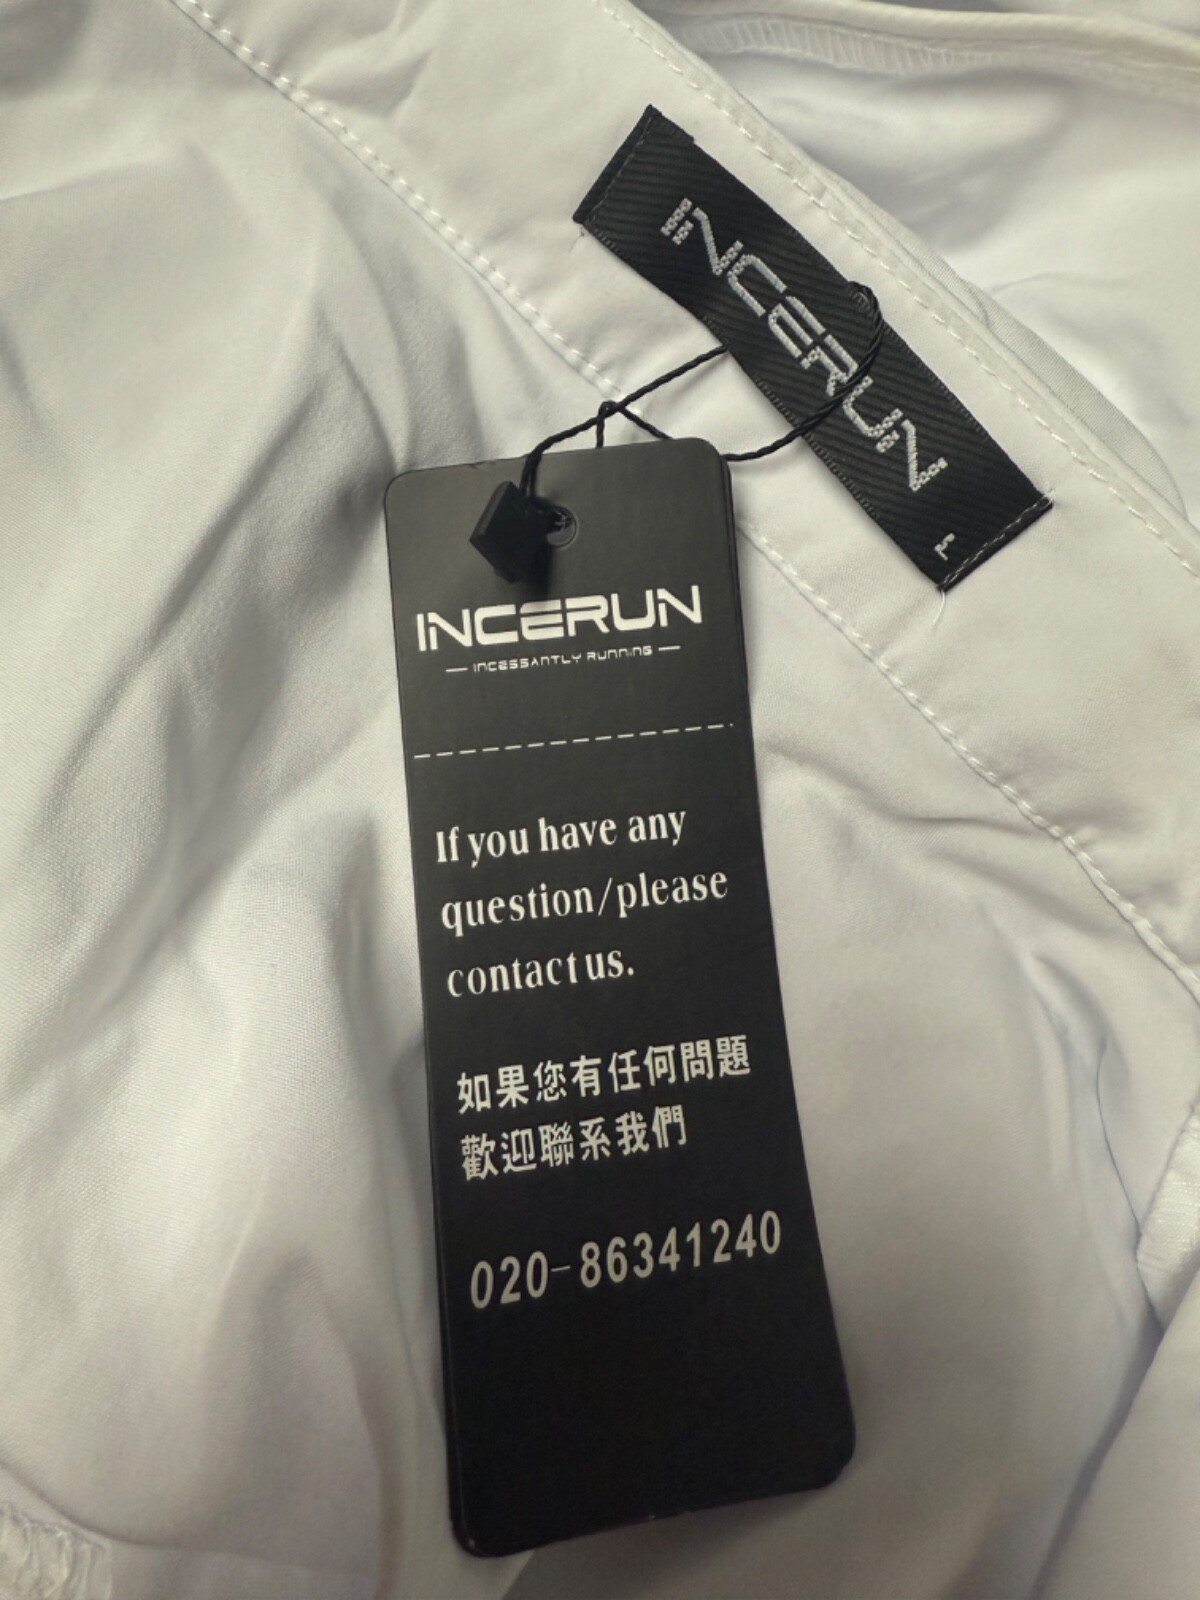 INCERUN
L
INCERUN
INCESSANTLY RUNNING
If you have any
question/please
contact us.
如果您有任何問題
歡迎聯系我們
020-86341240